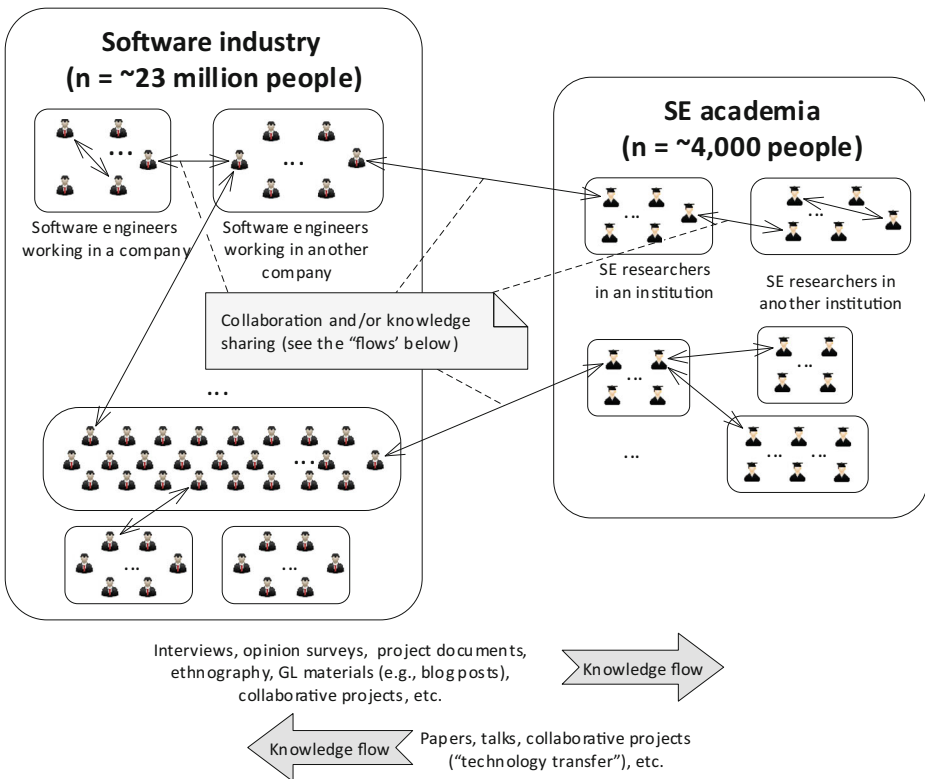 Software industry
(n = ~23 million people)
SE academia
(n = ~4,000 people)
...
...
Software engineers
working in a company
Software engineers
working in another
company
...
...
SE researchers
in an institution
SE researchers in
another institution
Collaboration and/or knowledge
sharing (see the “flows’ below)
...
...
...
...
...
...
...
...
...
Interviews, opinion surveys, project documents,
ethnography, GL materials (e.g., blog posts),
collaborative projects, etc.
Knowledge flow
Knowledge flow
Papers, talks, collaborative projects
(“technology transfer”), etc.